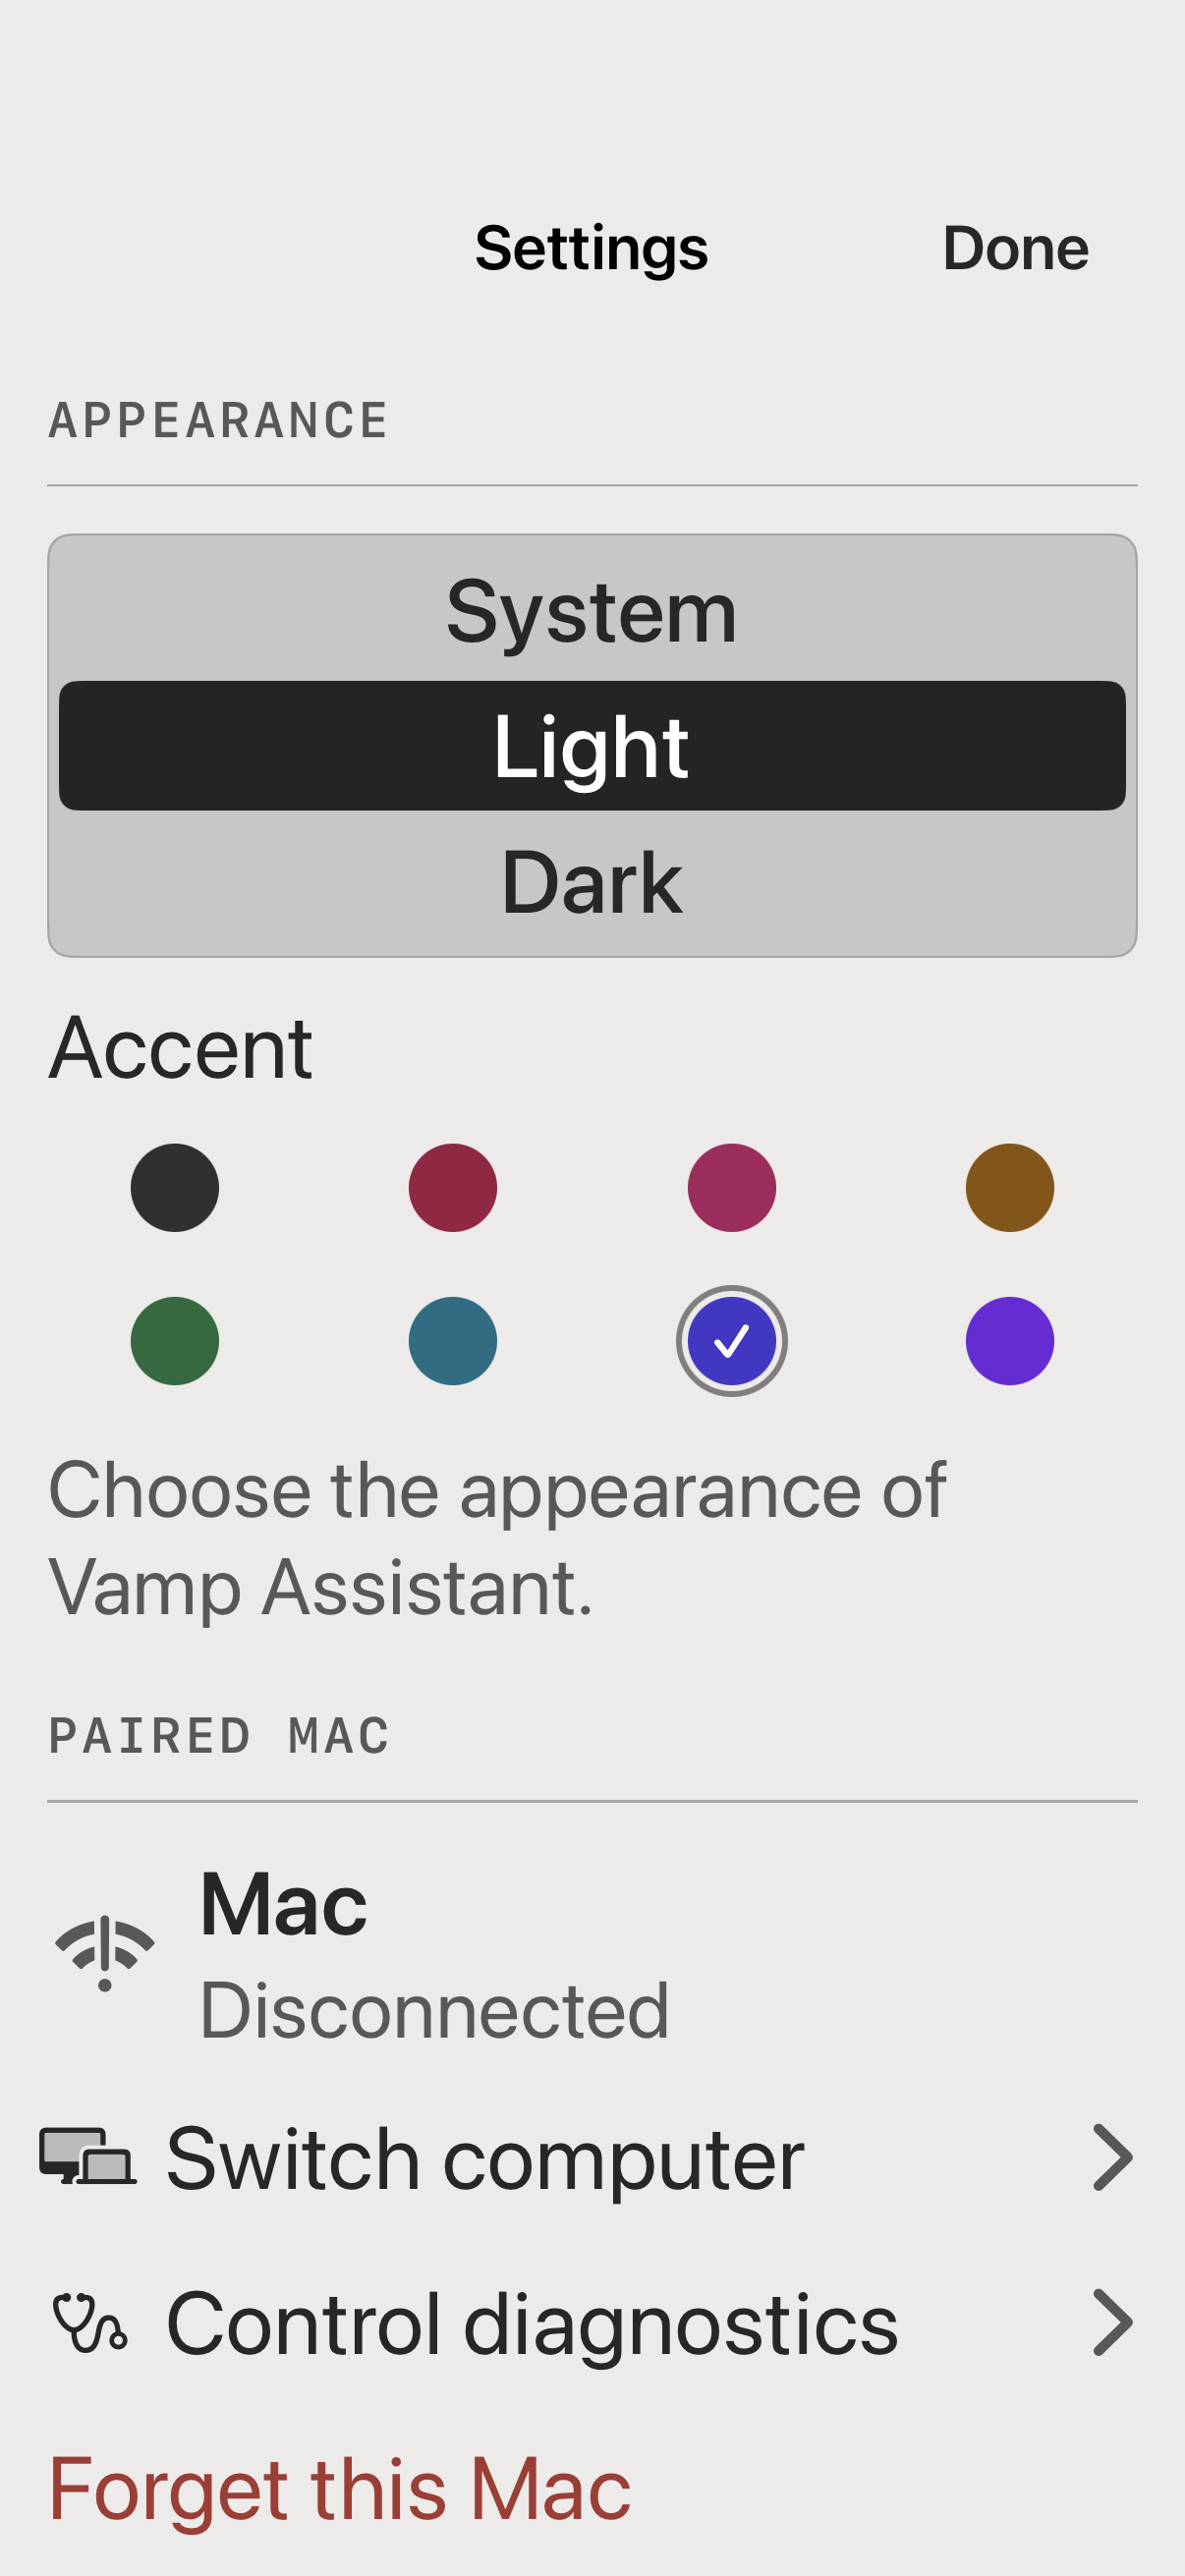 Settings
Done
APPEARANCE
System
Light
Dark
Accent
Choose the appearance of
Vamp Assistant.
PAIRED MAC
Mac
Disconnected
Switch computer
Control diagnostics
Forget this Mac